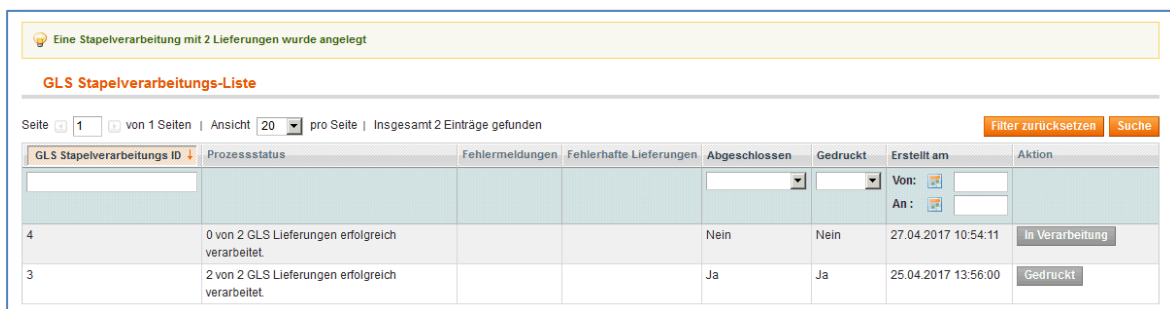 Eine Stapelverarbeitung mit 2 Lieferungen wurde angelegt
GLS Stapelverarbeitungs-Liste
Seite 1 von 1 Seiten | Ansicht 20 pro Seite | Insgesamt 2 Einträge gefunden Filter zurücksetzen Suche
GLS Stapelverarbeitungs ID Prozessstatus Fehlermeldungen Fehlerhafte Lieferungen Abgeschlossen Gedruckt Erstellt am Aktion
Von:
An :
4 0 von 2 GLS Lieferungen erfolgreich Nein Nein 27.04.2017 10:54:11 In Verarbeitung
verarbeitet.
3 2 von 2 GLS Lieferungen erfolgreich Ja Ja 25.04.2017 13:56:00 Gedruckt
verarbeitet.